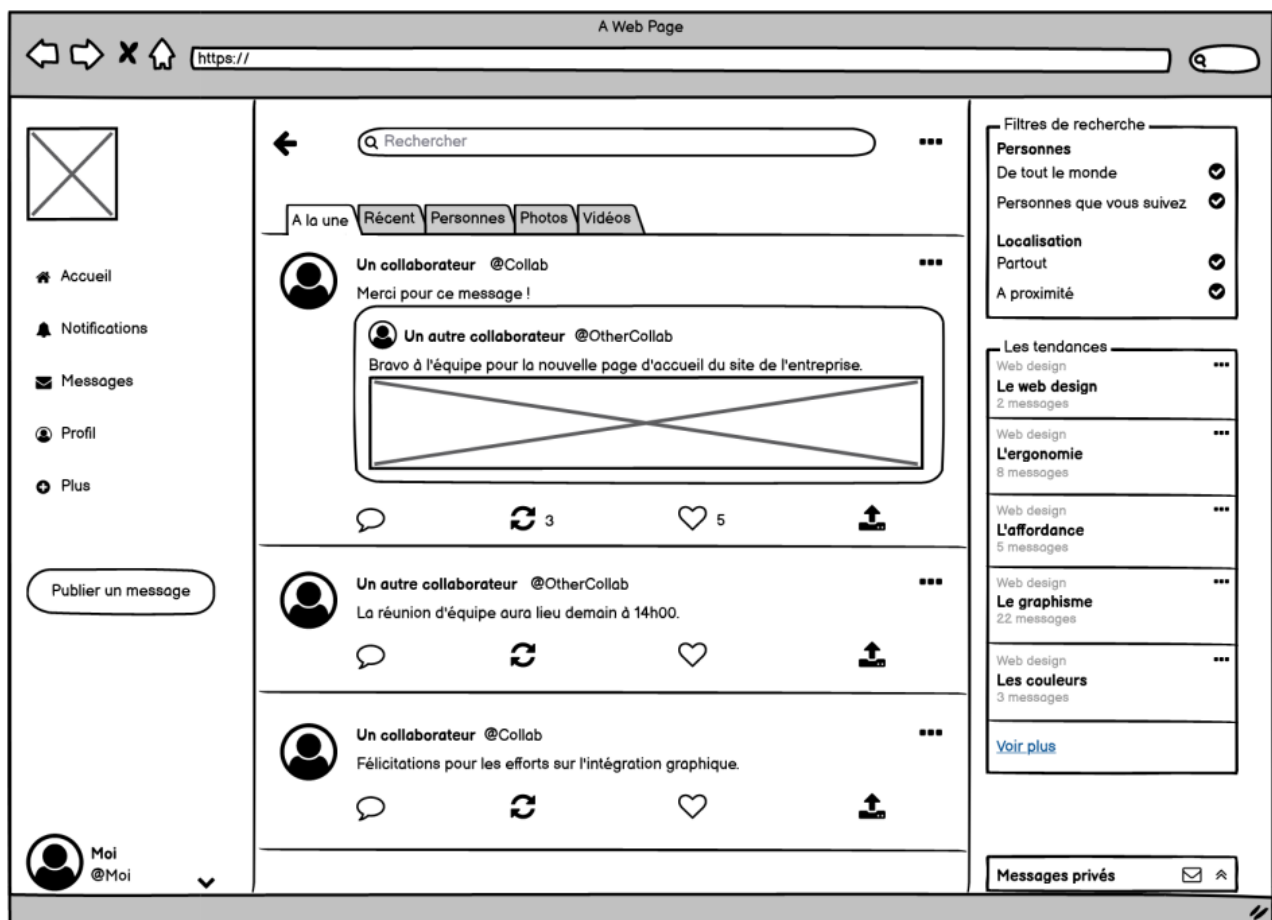 A Web Page
https://
Accueil
Notifications
Messages
Profil
Plus
Publier un message
Moi
@Moi
Rechercher
A la une Récent Personnes Photos Vidéos
Un collaborateur @Collab
Merci pour ce message !
Un autre collaborateur @OtherCollab
Bravo à l'équipe pour la nouvelle page d'accueil du site de l'entreprise.
3 5
Un autre collaborateur @OtherCollab
La réunion d'équipe aura lieu demain à 14h00.
Un collaborateur @Collab
Félicitations pour les efforts sur l'intégration graphique.
Filtres de recherche
Personnes
De tout le monde
Personnes que vous suivez
Localisation
Partout
A proximité
Les tendances
Web design
Le web design
2 messages
Web design
L'ergonomie
8 messages
Web design
L'affordance
5 messages
Web design
Le graphisme
22 messages
Web design
Les couleurs
3 messages
Voir plus
Messages privés